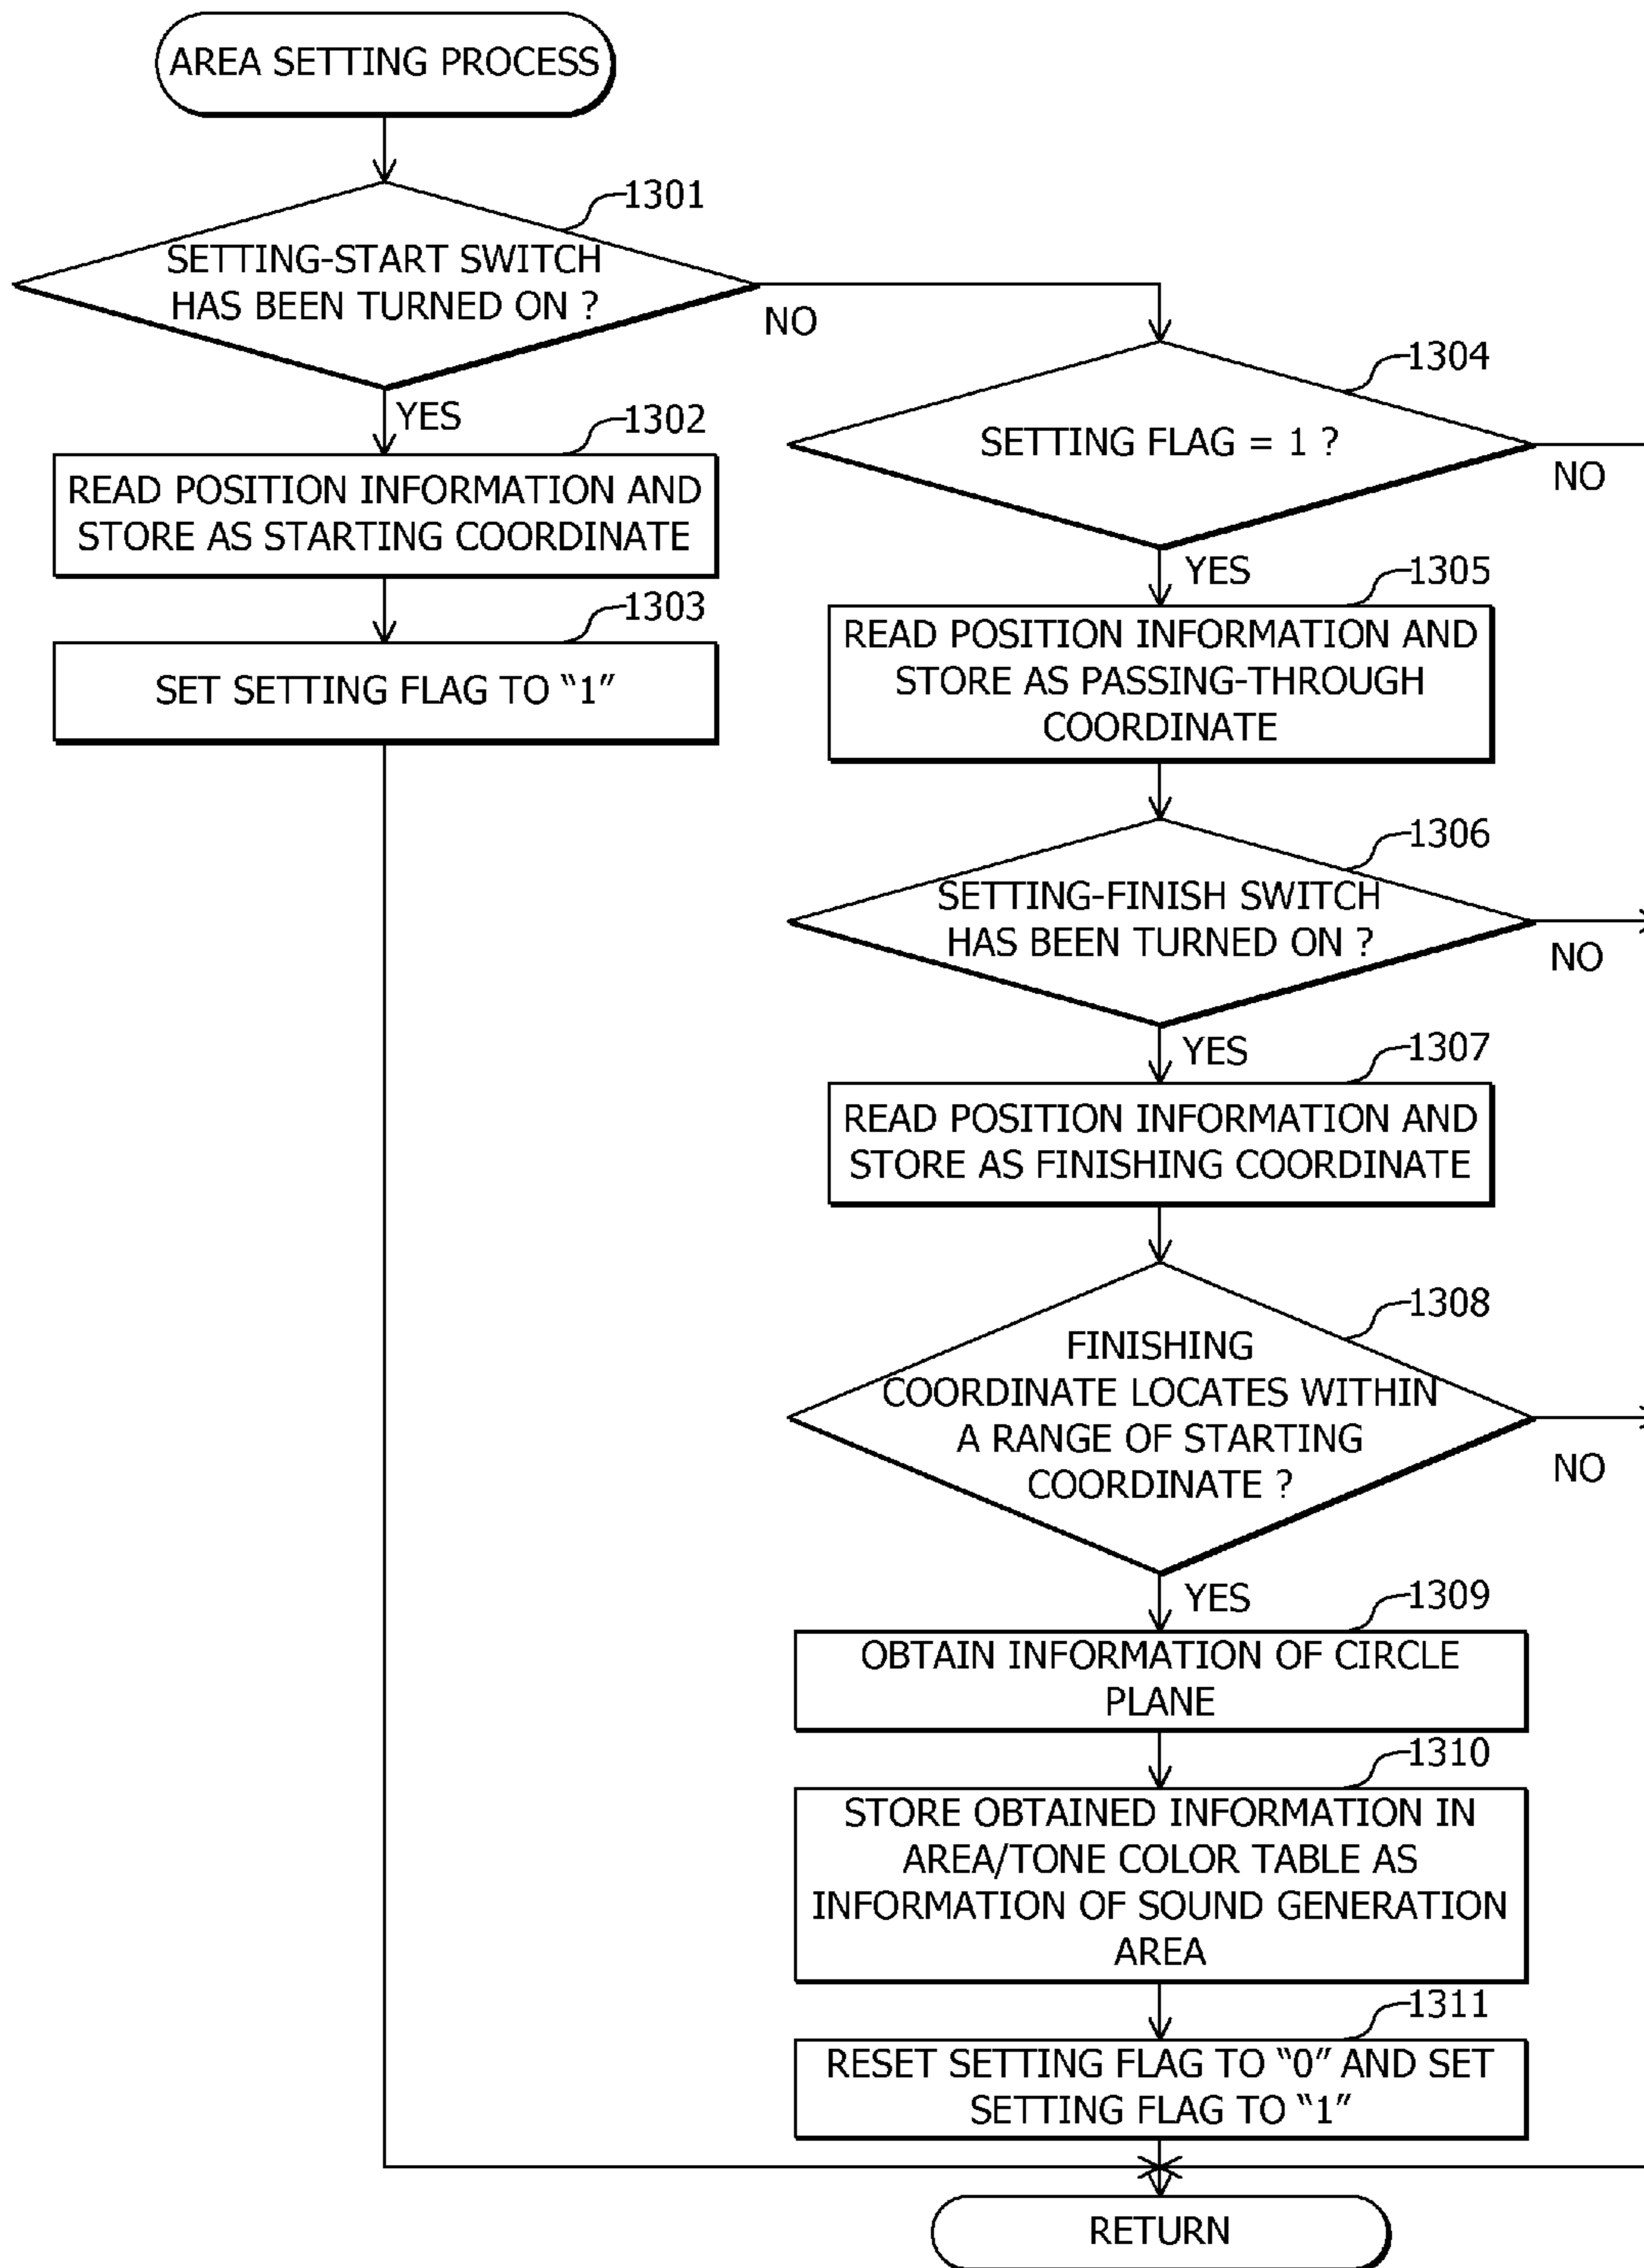 AREA SETTING PROCESS
1301
SETTING-START SWITCH
HAS BEEN TURNED ON ?
NO
YES
1302
READ POSITION INFORMATION AND
STORE AS STARTING COORDINATE
1303
SET SETTING FLAG TO “1”
1304
SETTING FLAG = 1 ?
NO
YES
1305
READ POSITION INFORMATION AND
STORE AS PASSING-THROUGH
COORDINATE
1306
SETTING-FINISH SWITCH
HAS BEEN TURNED ON ?
NO
YES
1307
READ POSITION INFORMATION AND
STORE AS FINISHING COORDINATE
1308
FINISHING
COORDINATE LOCATES WITHIN
A RANGE OF STARTING
COORDINATE ?
NO
YES
1309
OBTAIN INFORMATION OF CIRCLE
PLANE
1310
STORE OBTAINED INFORMATION IN
AREA/TONE COLOR TABLE AS
INFORMATION OF SOUND GENERATION
AREA
1311
RESET SETTING FLAG TO “0” AND SET
SETTING FLAG TO “1”
RETURN